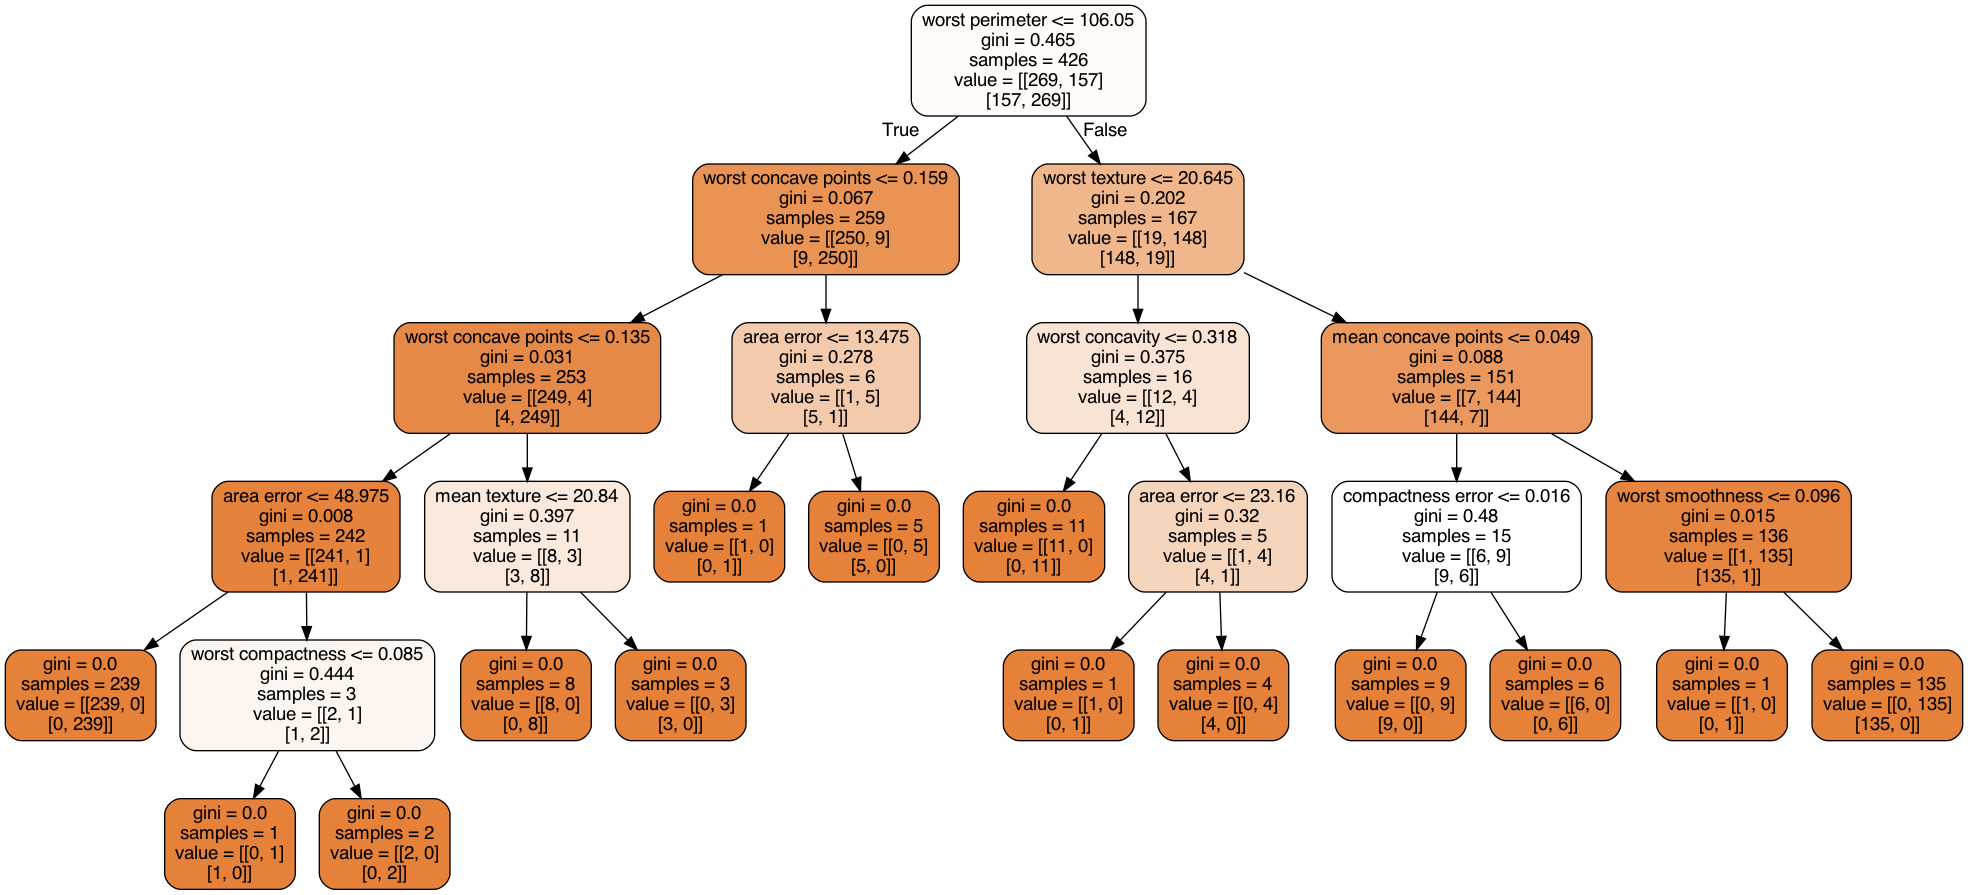 worst perimeter <= 106.05
gini = 0.465
samples = 426
value = [[269, 157]
[157, 269]]
True
False
worst concave points <= 0.159
gini = 0.067
samples = 259
value = [[250, 9]
[9, 250]]
worst texture <= 20.645
gini = 0.202
samples = 167
value = [[19, 148]
[148, 19]]
worst concave points <= 0.135
gini = 0.031
samples = 253
value = [[249, 4]
[4, 249]]
area error <= 13.475
gini = 0.278
samples = 6
value = [[1, 5]
[5, 1]]
worst concavity <= 0.318
gini = 0.375
samples = 16
value = [[12, 4]
[4, 12]]
mean concave points <= 0.049
gini = 0.088
samples = 151
value = [[7, 144]
[144, 7]]
area error <= 48.975
gini = 0.008
samples = 242
value = [[241, 1]
[1, 241]]
mean texture <= 20.84
gini = 0.397
samples = 11
value = [[8, 3]
[3, 8]]
gini = 0.0
samples = 1
value = [[1, 0]
[0, 1]]
gini = 0.0
samples = 5
value = [[0, 5]
[5, 0]]
gini = 0.0
samples = 11
value = [[11, 0]
[0, 11]]
area error <= 23.16
gini = 0.32
samples = 5
value = [[1, 4]
[4, 1]]
compactness error <= 0.016
gini = 0.48
samples = 15
value = [[6, 9]
[9, 6]]
worst smoothness <= 0.096
gini = 0.015
samples = 136
value = [[1, 135]
[135, 1]]
gini = 0.0
samples = 239
value = [[239, 0]
[0, 239]]
worst compactness <= 0.085
gini = 0.444
samples = 3
value = [[2, 1]
[1, 2]]
gini = 0.0
samples = 8
value = [[8, 0]
[0, 8]]
gini = 0.0
samples = 3
value = [[0, 3]
[3, 0]]
gini = 0.0
samples = 1
value = [[1, 0]
[0, 1]]
gini = 0.0
samples = 4
value = [[0, 4]
[4, 0]]
gini = 0.0
samples = 9
value = [[0, 9]
[9, 0]]
gini = 0.0
samples = 6
value = [[6, 0]
[0, 6]]
gini = 0.0
samples = 1
value = [[1, 0]
[0, 1]]
gini = 0.0
samples = 135
value = [[0, 135]
[135, 0]]
gini = 0.0
samples = 1
value = [[0, 1]
[1, 0]]
gini = 0.0
samples = 2
value = [[2, 0]
[0, 2]]